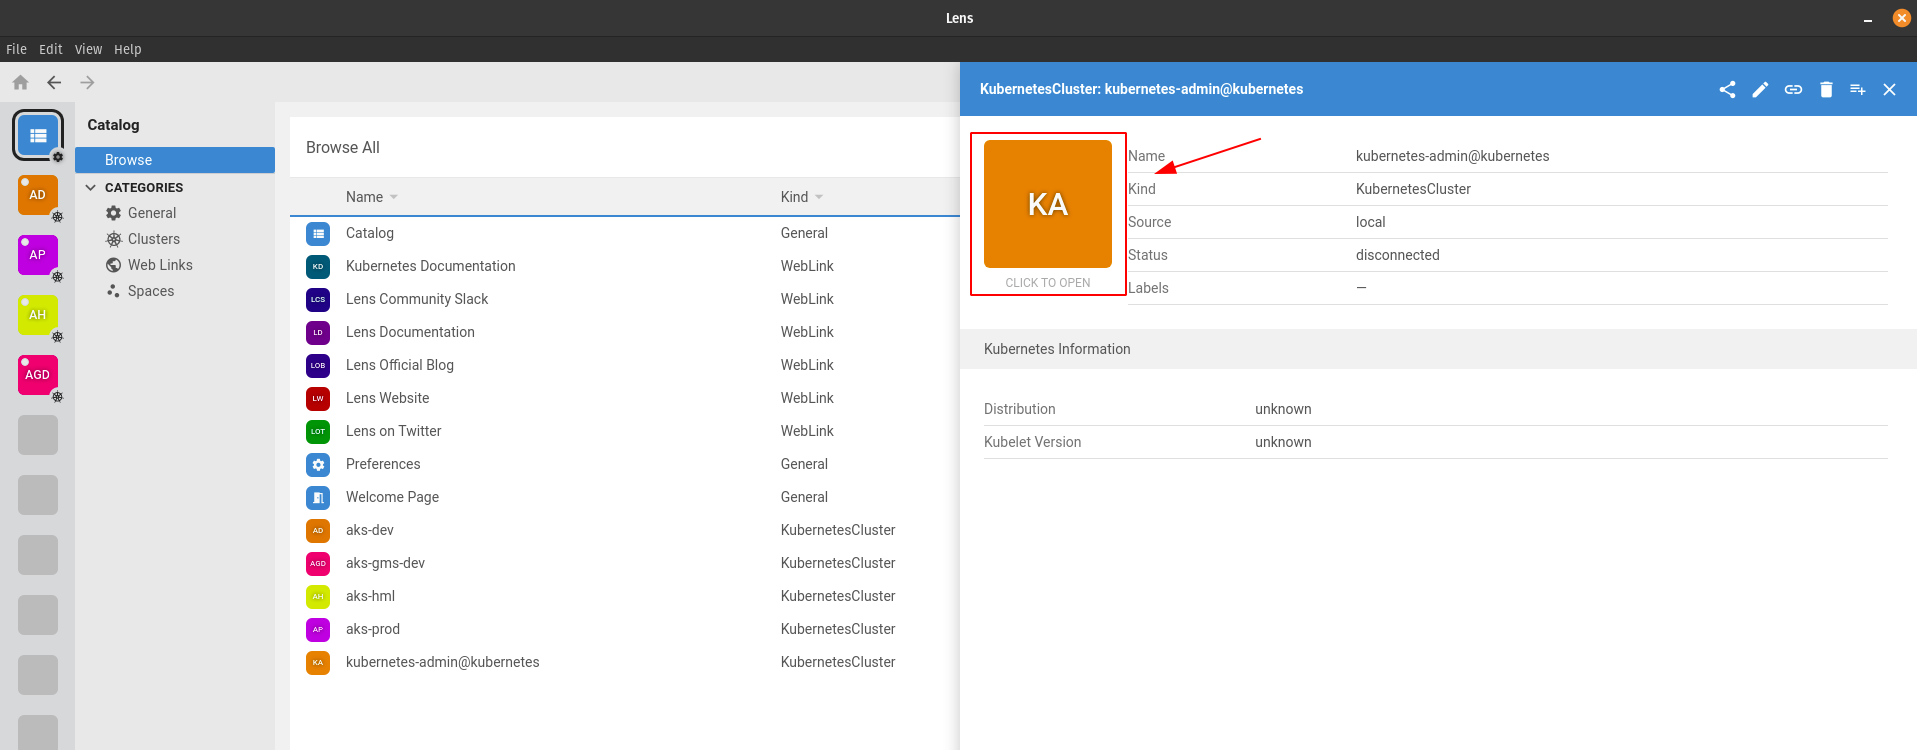 Lens
File Edit View Help
KubernetesCluster: kubernetes-admin@kubernetes
AD
AP
AH
AGD
Catalog
Browse
CATEGORIES
General
Clusters
Web Links
Spaces
Browse All
Name Kind
Catalog General
KD Kubernetes Documentation WebLink
LCS Lens Community Slack WebLink
LD Lens Documentation WebLink
LOB Lens Official Blog WebLink
LW Lens Website WebLink
LOT Lens on Twitter WebLink
Preferences General
Welcome Page General
AD aks-dev KubernetesCluster
AGD aks-gms-dev KubernetesCluster
AH aks-hml KubernetesCluster
AP aks-prod KubernetesCluster
KA kubernetes-admin@kubernetes KubernetesCluster
KA
CLICK TO OPEN
Name kubernetes-admin@kubernetes
Kind KubernetesCluster
Source local
Status disconnected
Labels —
Kubernetes Information
Distribution unknown
Kubelet Version unknown